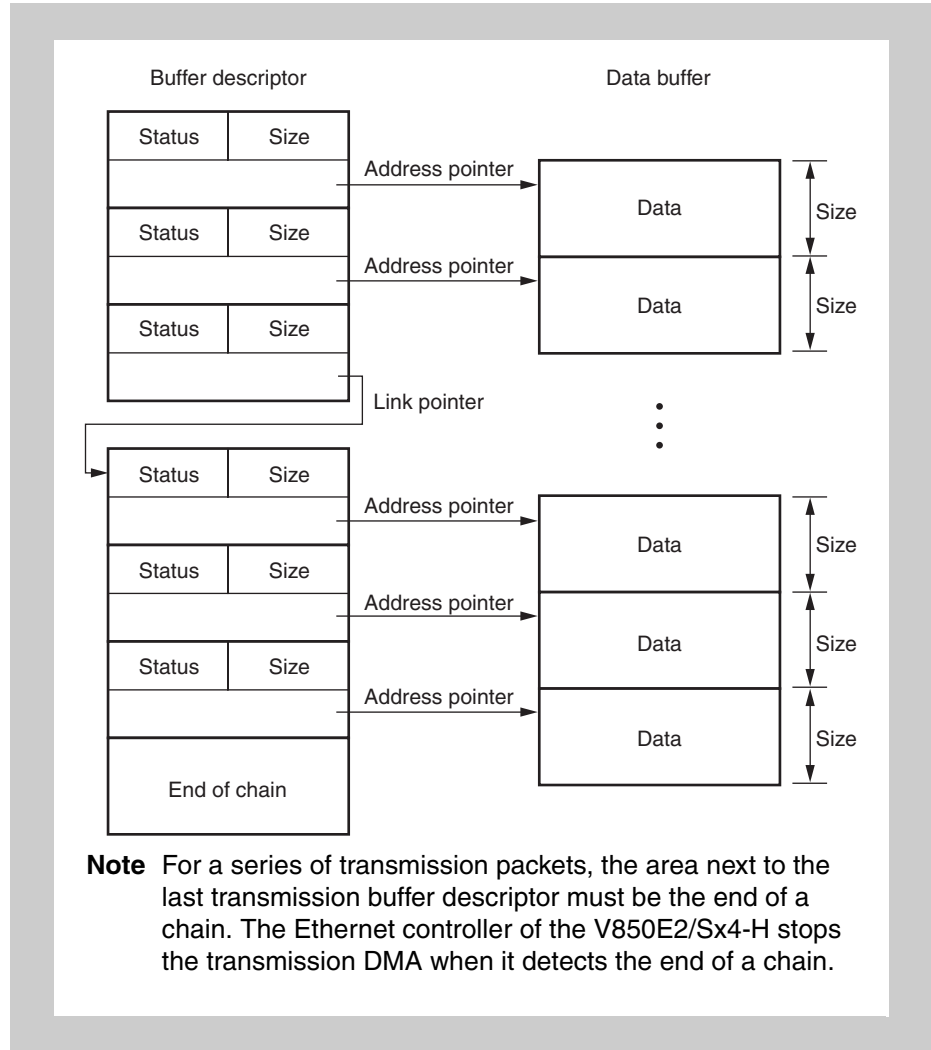 Buffer descriptor Data buffer
Status Size
Address pointer
Data Size
Status Size
Address pointer
Data Size
Status Size
Link pointer
Status Size
Address pointer
Data Size
Status Size
Address pointer
Data Size
Status Size
Address pointer
Data Size
End of chain
Note For a series of transmission packets, the area next to the
last transmission buffer descriptor must be the end of a
chain. The Ethernet controller of the V850E2/Sx4-H stops
the transmission DMA when it detects the end of a chain.